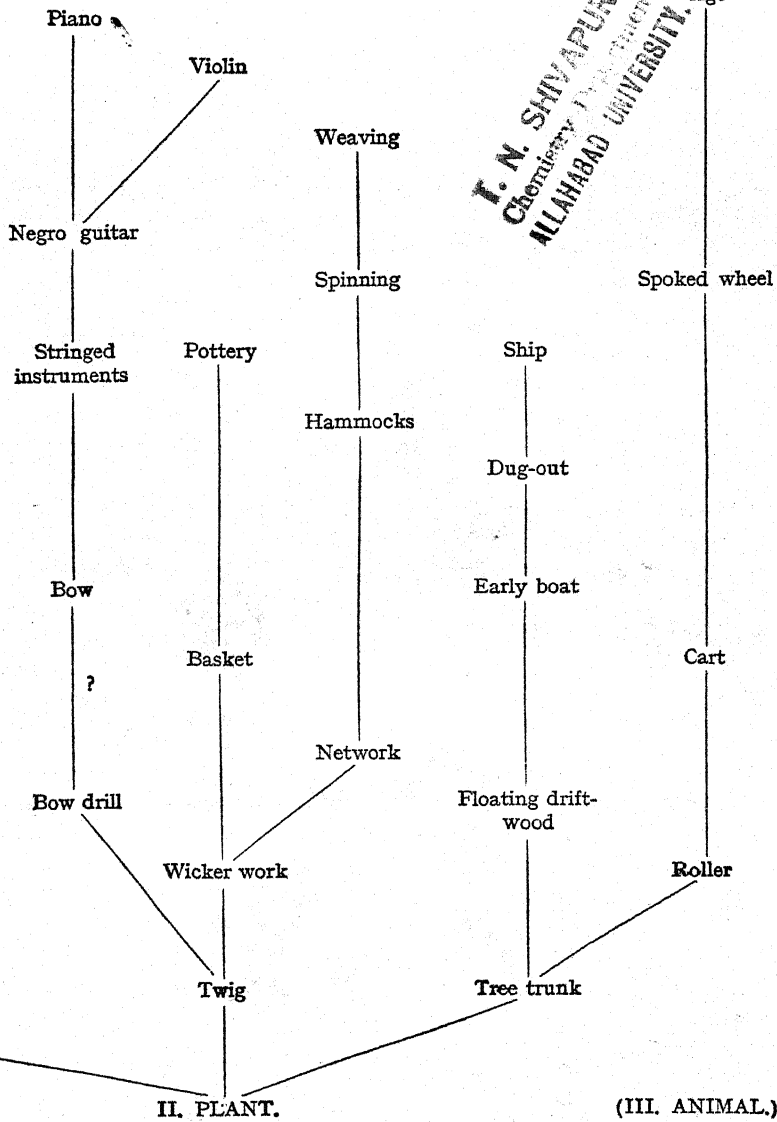 Piano
Violin
Weaving
Negro guitar
Spinning
Spoked wheel
Stringed
instruments
Pottery
Ship
Hammocks
Dug-out
Bow
Early boat
?
Basket
Cart
Network
Bow drill
Floating drift-
wood
Wicker work
Roller
Twig
Tree trunk
II. PLANT.
(III. ANIMAL.)
T. N. SHIVAPUR
Chemistry
ALLAHABAD UNIVERSITY.